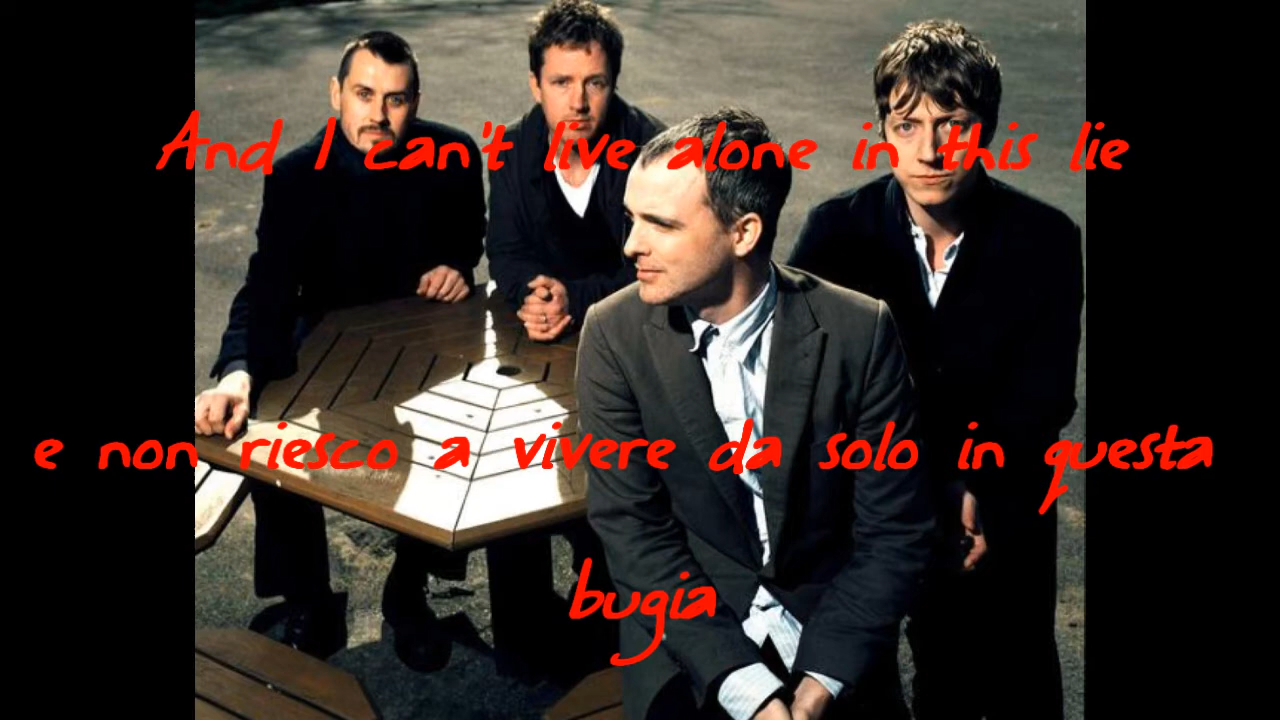 And I can't live alone in this lie
e non riesco a vivere da solo in questa
bugia